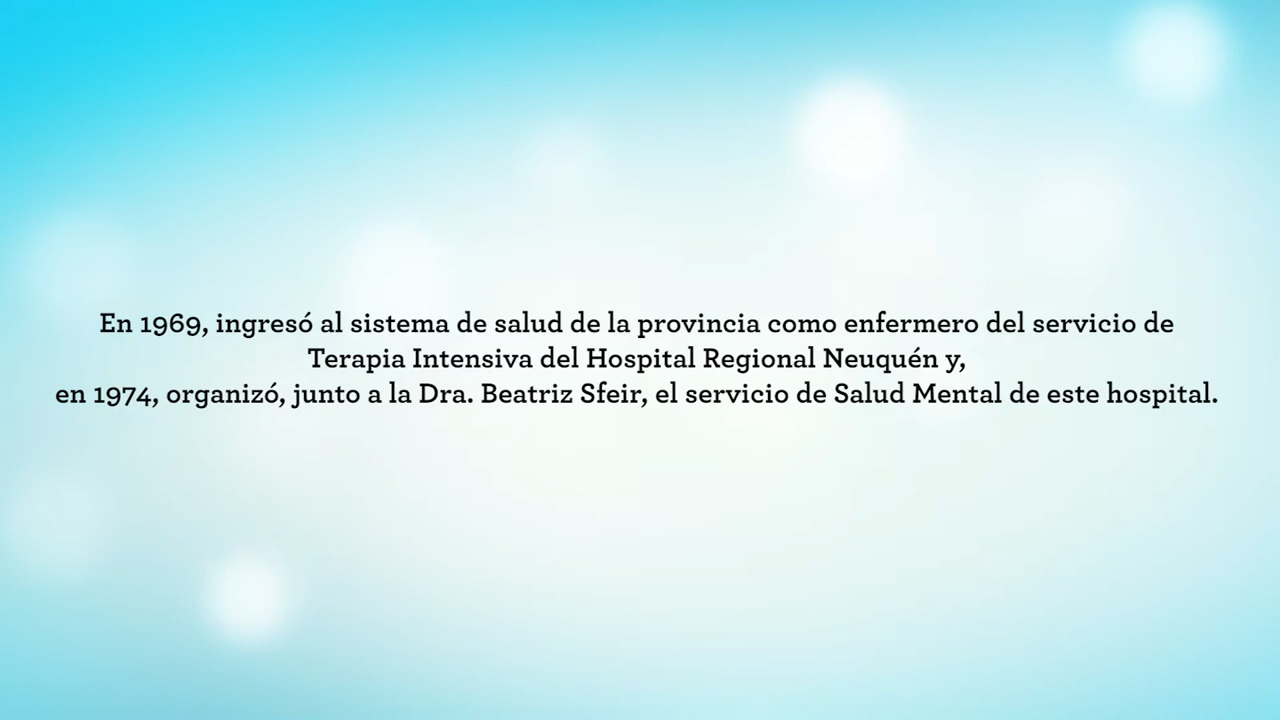 En 1969, ingresó al sistema de salud de la provincia como enfermero del servicio de
Terapia Intensiva del Hospital Regional Neuquén y,
en 1974, organizó, junto a la Dra. Beatriz Sfeir, el servicio de Salud Mental de este hospital.